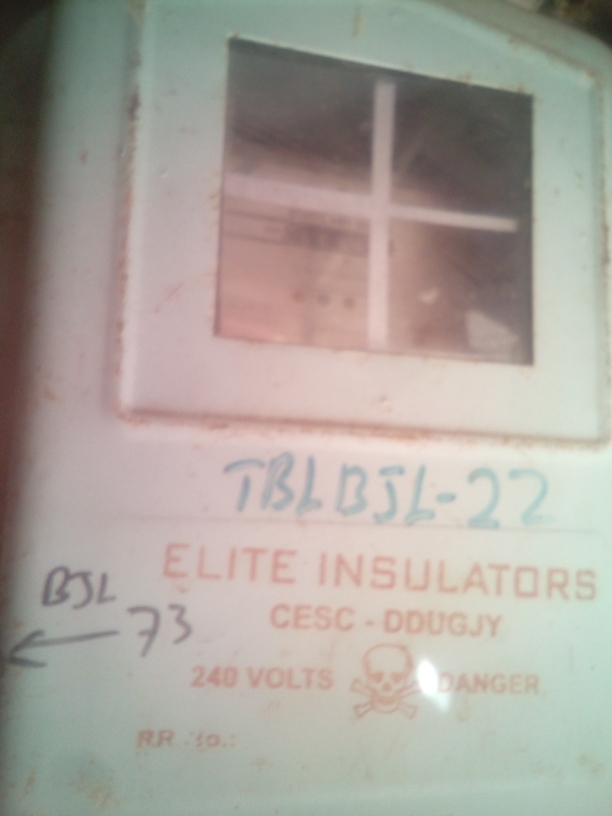 TBLBJL-22
ELITE INSULATORS
BJL
73
CESC - DDUGJY
240 VOLTS DANGER
RR No.: